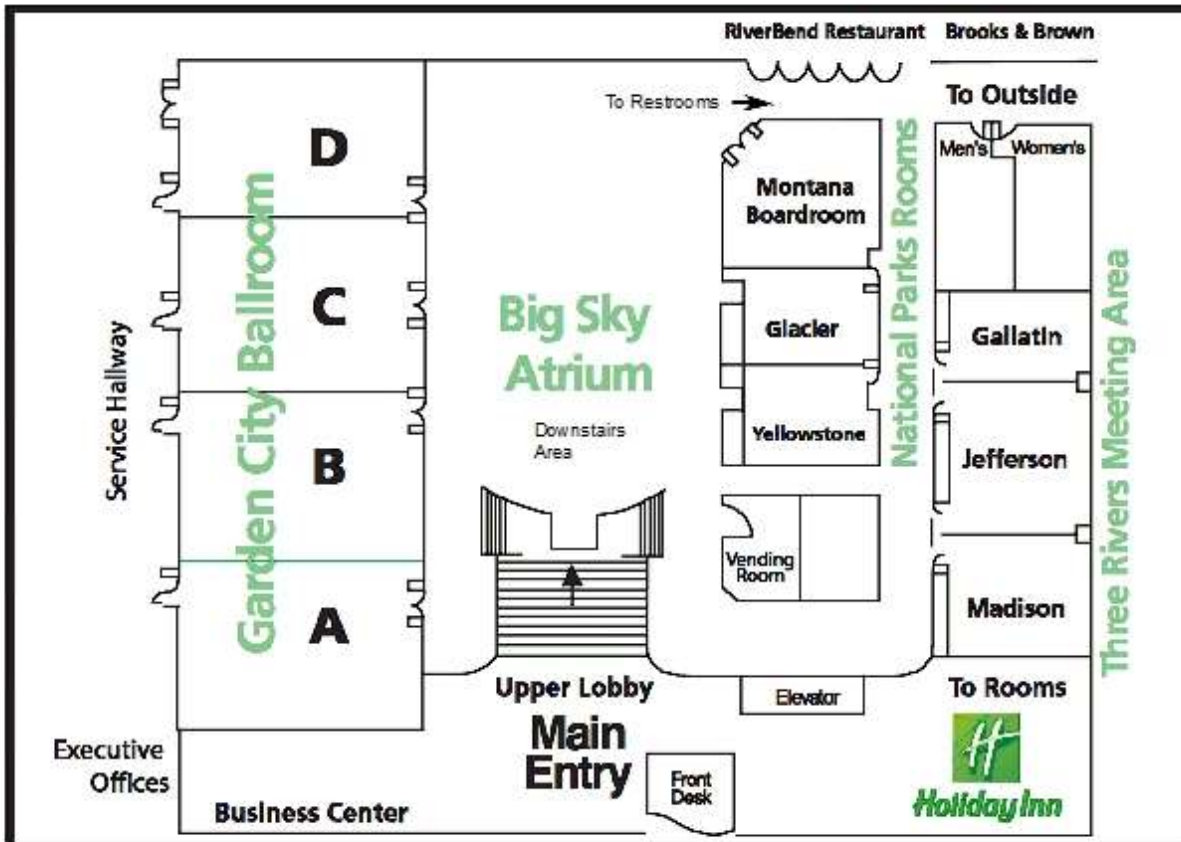 RiverBend Restaurant
Brooks & Brown
To Restrooms
To Outside
Men's
Women's
D
Montana
Boardroom
National Parks Rooms
Garden City Ballroom
C
Big Sky
Atrium
Glacier
Gallatin
Three Rivers Meeting Area
Service Hallway
Downstairs
Area
Yellowstone
B
Jefferson
Vending
Room
A
Madison
Upper Lobby
Elevator
To Rooms
Main
Entry
Executive
Offices
Front
Desk
H
Holiday Inn
Business Center